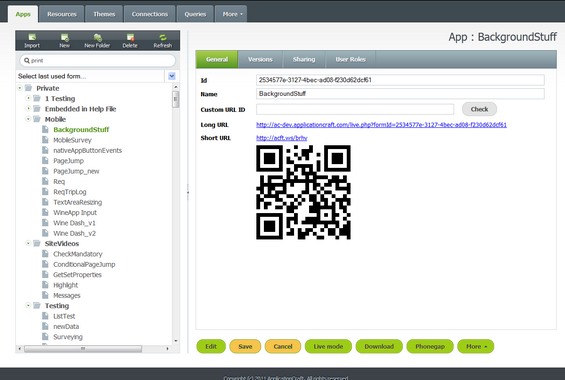 Apps Resources Themes Connections Queries More
Import New New Folder Delete Refresh
App : BackgroundStuff
print
Select last used form...
Private
1 Testing
Embedded in Help File
Mobile
BackgroundStuff
MobileSurvey
nativeAppButtonEvents
PageJump
PageJump_new
Req
ReqTripLog
TextAreaResizing
WineApp Input
Wine Dash_v1
Wine Dash_v2
SiteVideos
CheckMandatory
ConditionalPageJump
GetSetProperties
Highlight
Messages
Testing
ListTest
newData
Surveying
General Versions Sharing User Roles
Id 2534577e-3127-4bec-ad08-f230d62dcf61
Name BackgroundStuff
Custom URL ID Check
Long URL http://ac-dev.applicationcraft.com/live.php?formId=2534577e-3127-4bec-ad08-f230d62dcf61
Short URL http://acft.ws/brhv
Edit Save Cancel Live mode Download Phonegap More
Copyright (c) 2011 ApplicationCraft. All rights reserved